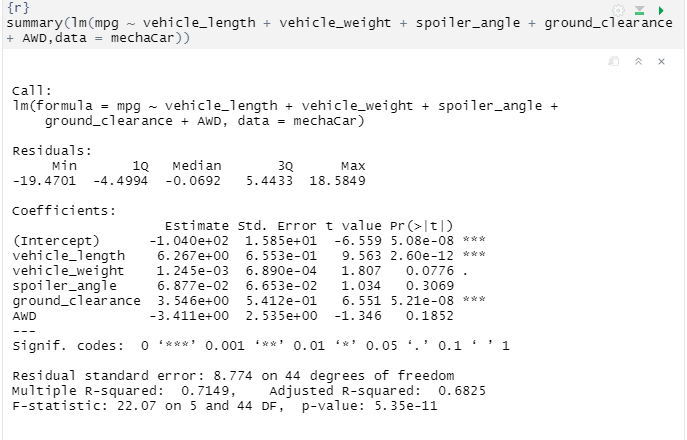 {r}
summary(lm(mpg ~ vehicle_length + vehicle_weight + spoiler_angle + ground_clearance
+ AWD,data = mechaCar))
Call:
lm(formula = mpg ~ vehicle_length + vehicle_weight + spoiler_angle +
    ground_clearance + AWD, data = mechaCar)
Residuals:
     Min       1Q   Median       3Q      Max
-19.4701  -4.4994  -0.0692   5.4433  18.5849
Coefficients:
                   Estimate Std. Error t value Pr(>|t|)
(Intercept)      -1.040e+02  1.585e+01  -6.559 5.08e-08 ***
vehicle_length    6.267e+00  6.553e-01   9.563 2.60e-12 ***
vehicle_weight    1.245e-03  6.890e-04   1.807   0.0776 .
spoiler_angle     6.877e-02  6.653e-02   1.034   0.3069
ground_clearance  3.546e+00  5.412e-01   6.551 5.21e-08 ***
AWD              -3.411e+00  2.535e+00  -1.346   0.1852
---
Signif. codes:  0 ‘***’ 0.001 ‘**’ 0.01 ‘*’ 0.05 ‘.’ 0.1 ‘ ’ 1
Residual standard error: 8.774 on 44 degrees of freedom
Multiple R-squared:  0.7149,    Adjusted R-squared:  0.6825
F-statistic: 22.07 on 5 and 44 DF,  p-value: 5.35e-11